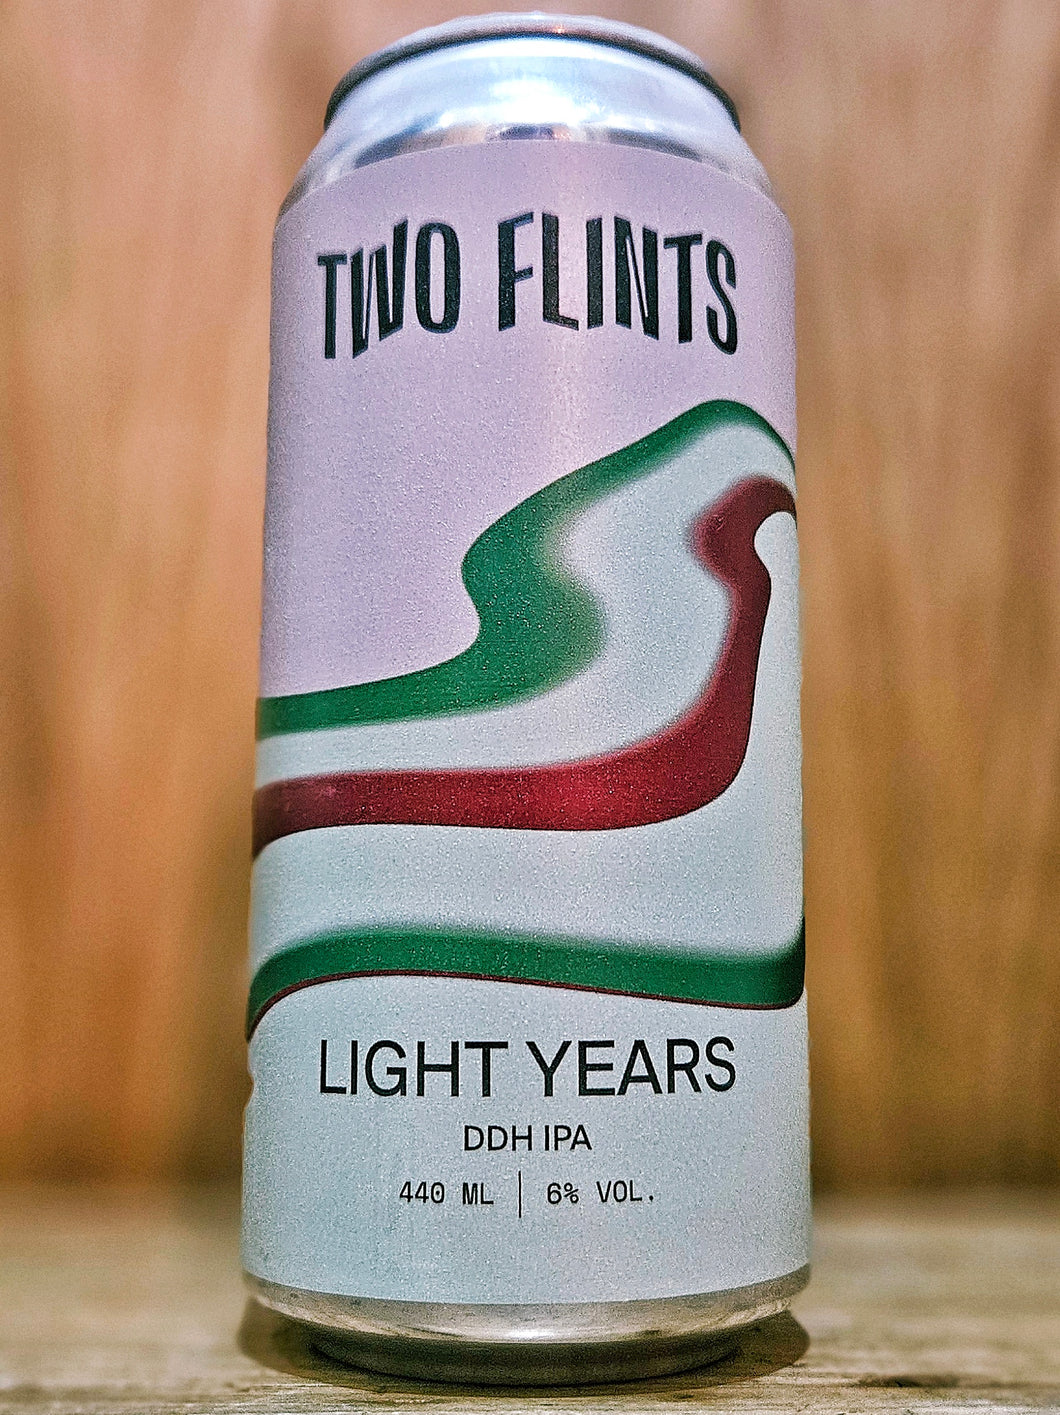 TWO FLINTS
LIGHT YEARS
DDH IPA
440 ML | 6% VOL.